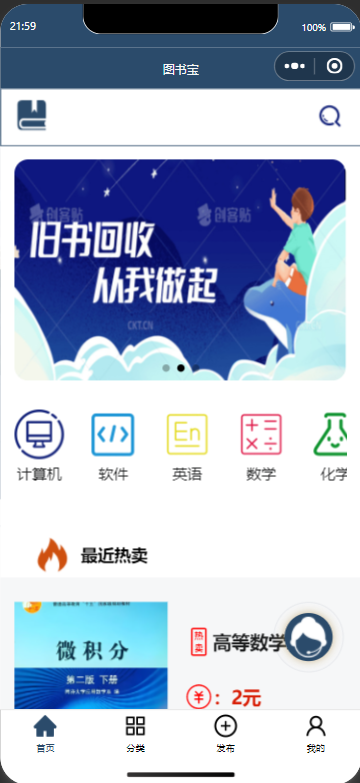 21:59
100%
图书宝
创客贴
创客贴
旧书回收
从我做起
CKT.CN
计算机
软件
En
英语
数学
化学
最近热卖
微积分
第二版 下册
热卖
高等数学
¥：2元
首页
分类
发布
我的